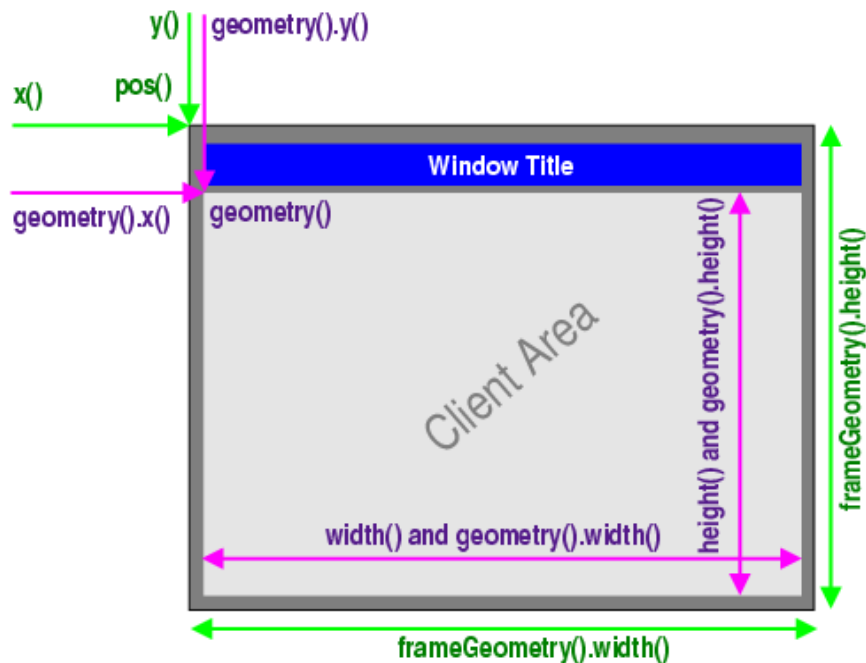 y()
geometry().y()
x()
pos()
Window Title
geometry().x()
geometry()
height() and geometry().height()
frameGeometry().height()
Client Area
width() and geometry().width()
frameGeometry().width()